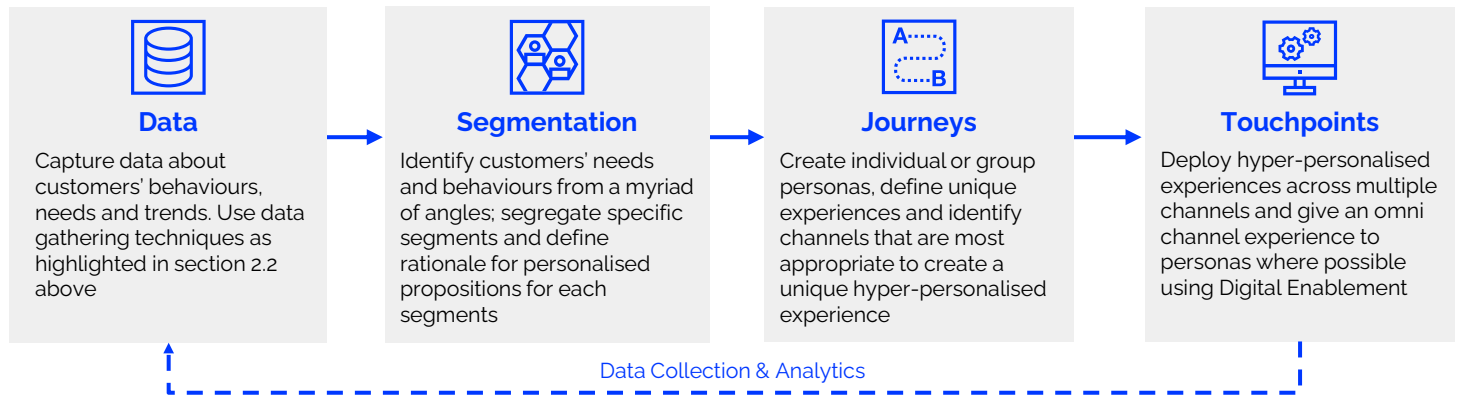 Data
Capture data about
customers’ behaviours,
needs and trends. Use data
gathering techniques as
highlighted in section 2.2
above
Segmentation
Identify customers’ needs
and behaviours from a myriad
of angles; segregate specific
segments and define
rationale for personalised
propositions for each
segments
A
B
Journeys
Create individual or group
personas, define unique
experiences and identify
channels that are most
appropriate to create a
unique hyper-personalised
experience
Touchpoints
Deploy hyper-personalised
experiences across multiple
channels and give an omni
channel experience to
personas where possible
using Digital Enablement
Data Collection & Analytics